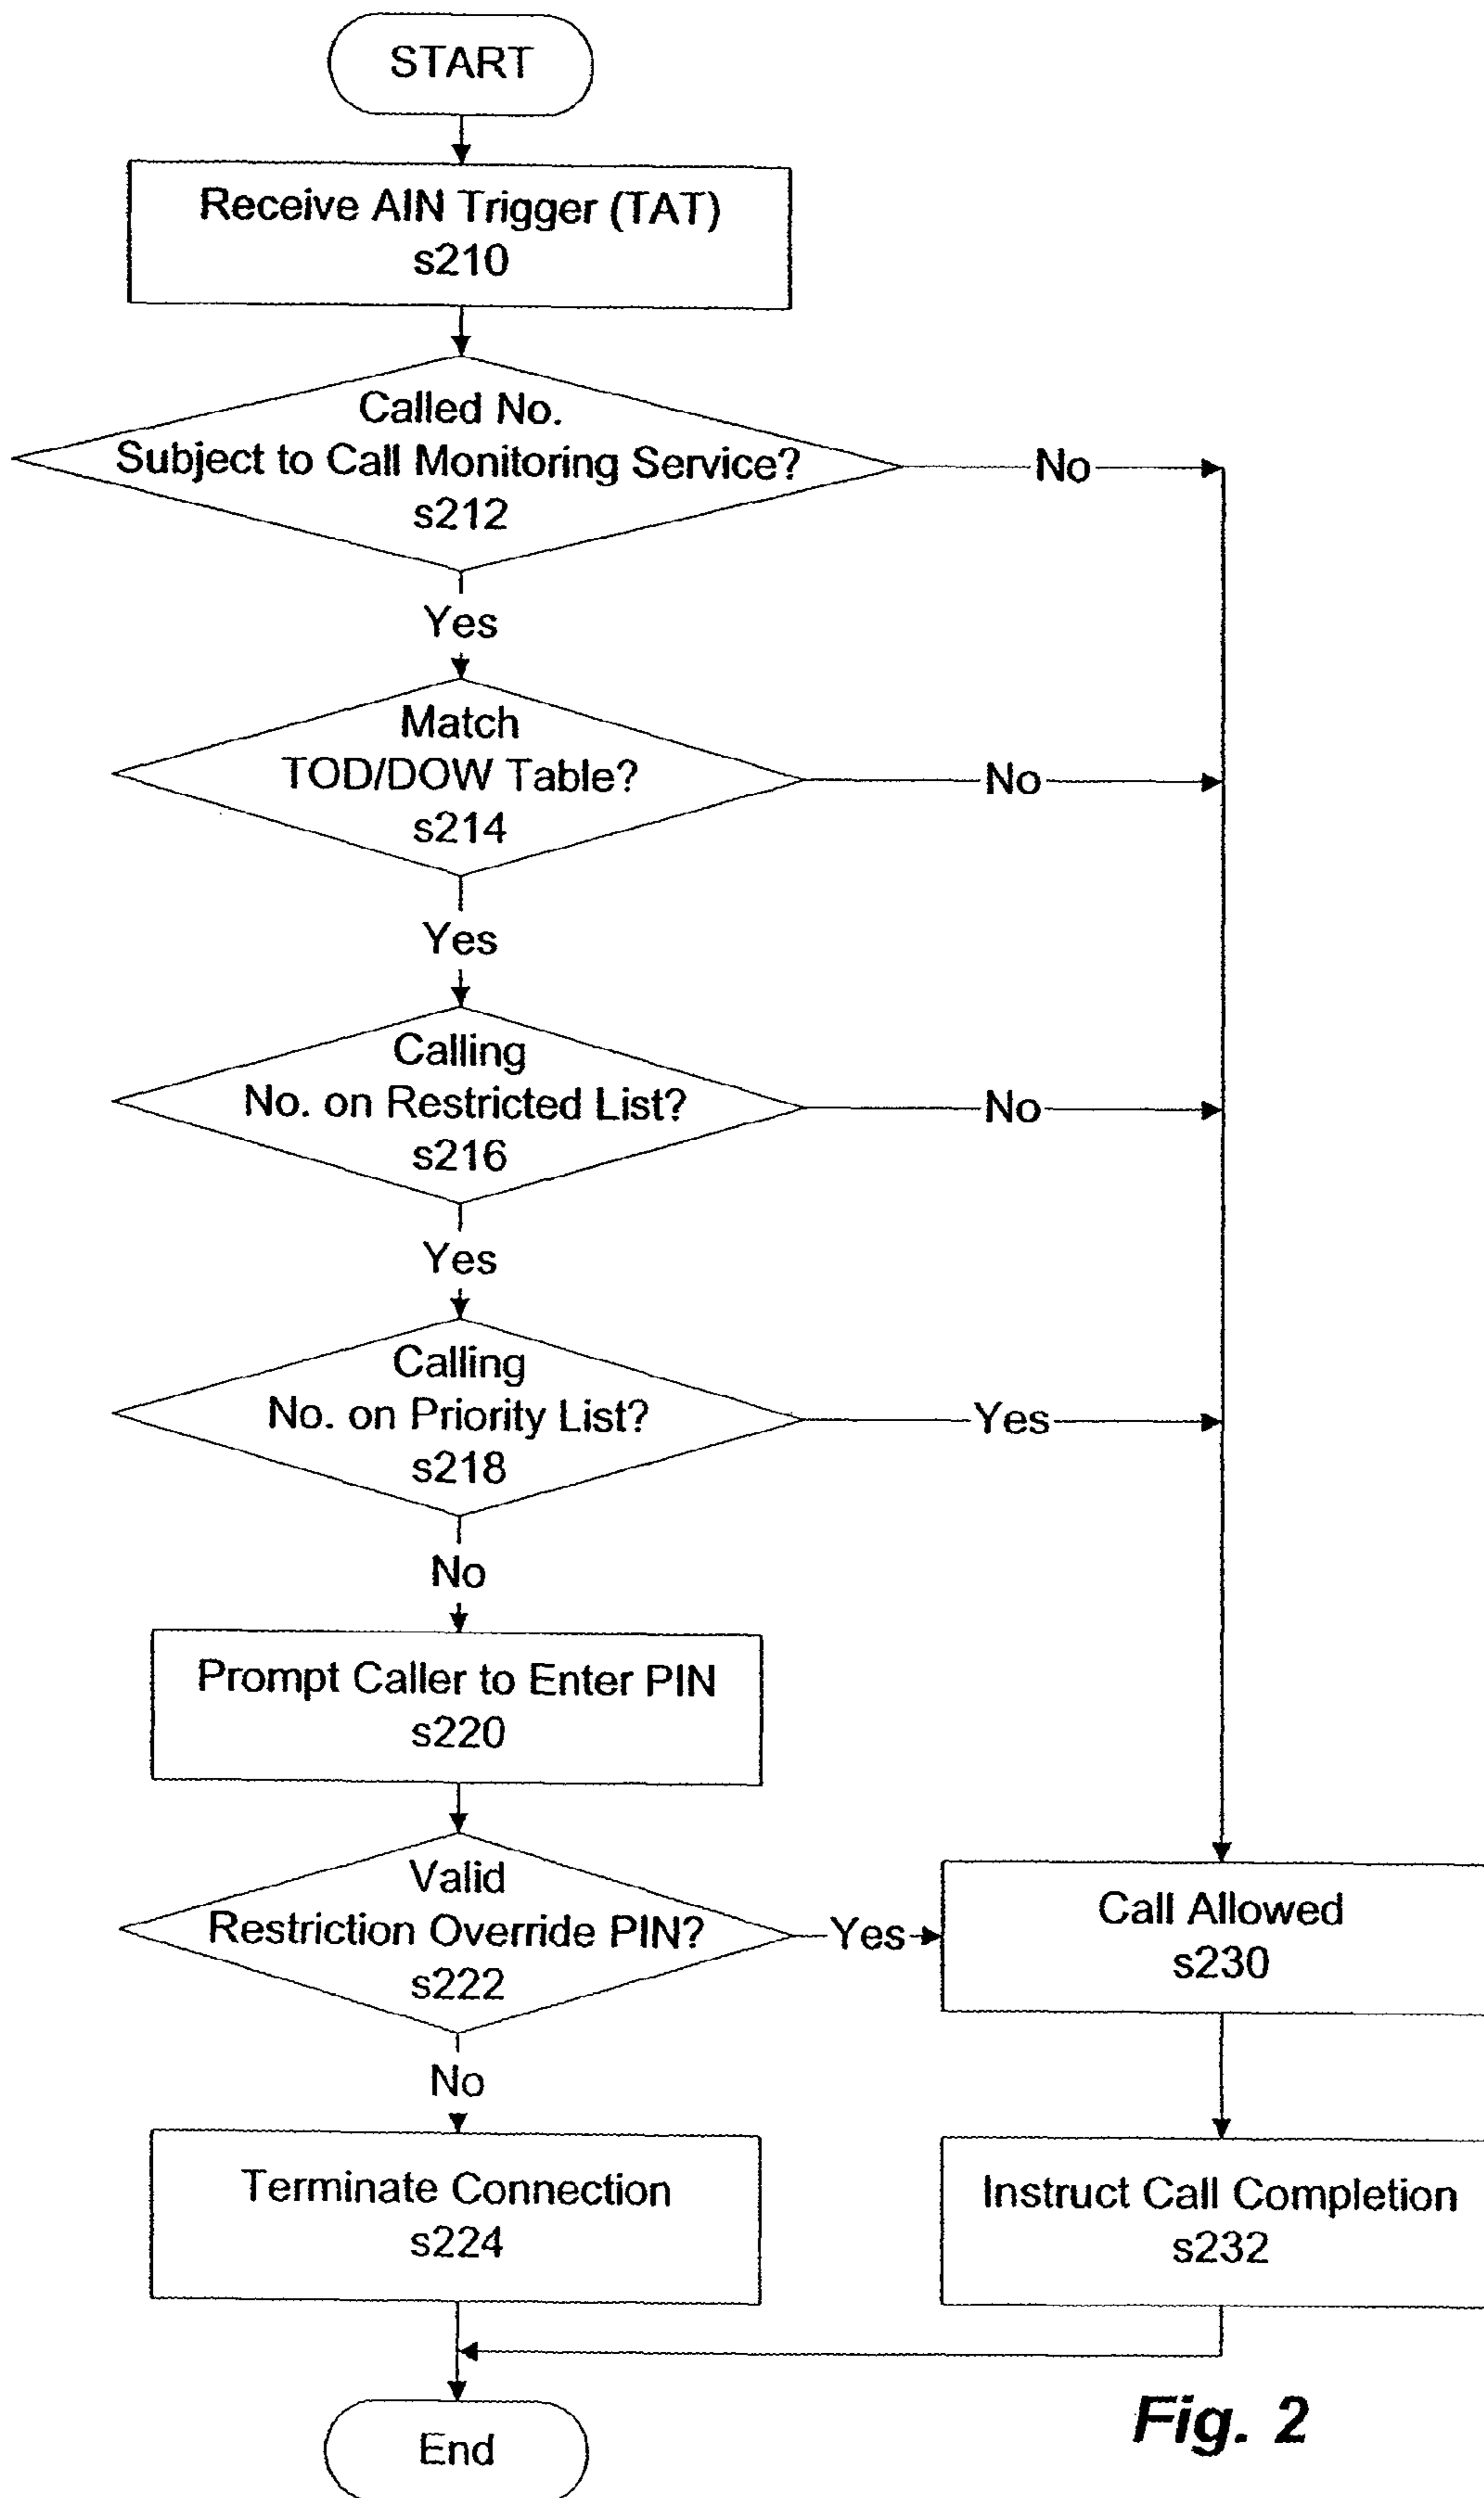 START
Receive AIN Trigger (TAT)
s210
Called No.
Subject to Call Monitoring Service?
s212
No
Yes
Match
TOD/DOW Table?
s214
No
Yes
Calling
No. on Restricted List?
s216
No
Yes
Calling
No. on Priority List?
s218
Yes
No
Prompt Caller to Enter PIN
s220
Valid
Restriction Override PIN?
s222
Yes
Call Allowed
s230
No
Terminate Connection
s224
Instruct Call Completion
s232
End
Fig. 2